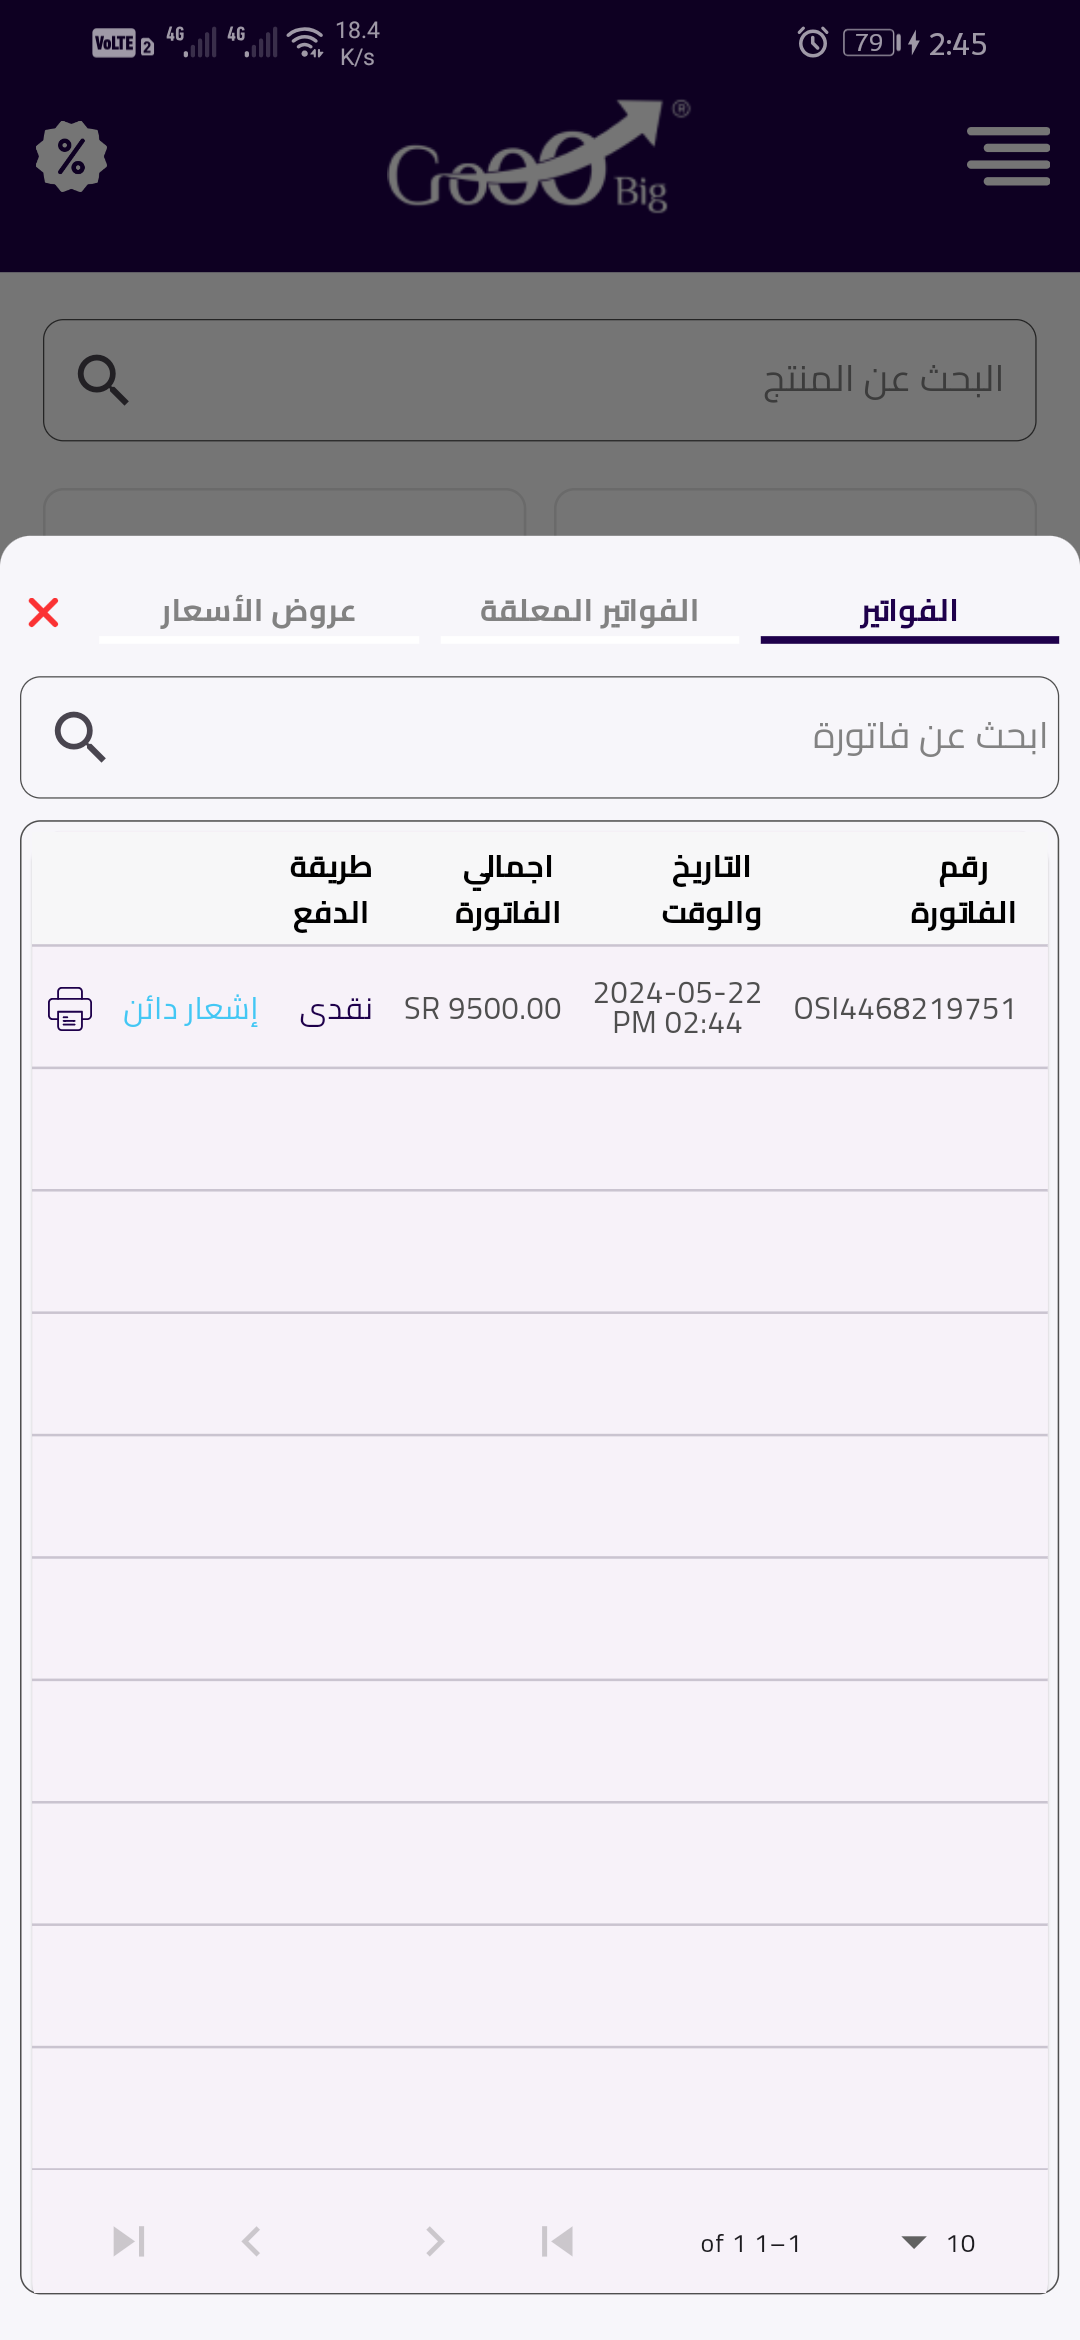 VoLTE 2 4G 4G 18.4 K/s 79 2:45
GoOO Big ®
البحث عن المنتج
الفواتير الفواتير المعلقة عروض الأسعار
ابحث عن فاتورة
رقم الفاتورة التاريخ والوقت اجمالي الفاتورة طريقة الدفع
OSI4468219751 2024-05-22 PM 02:44 SR 9500.00 نقدى إشعار دائن
10 of 1 1–1